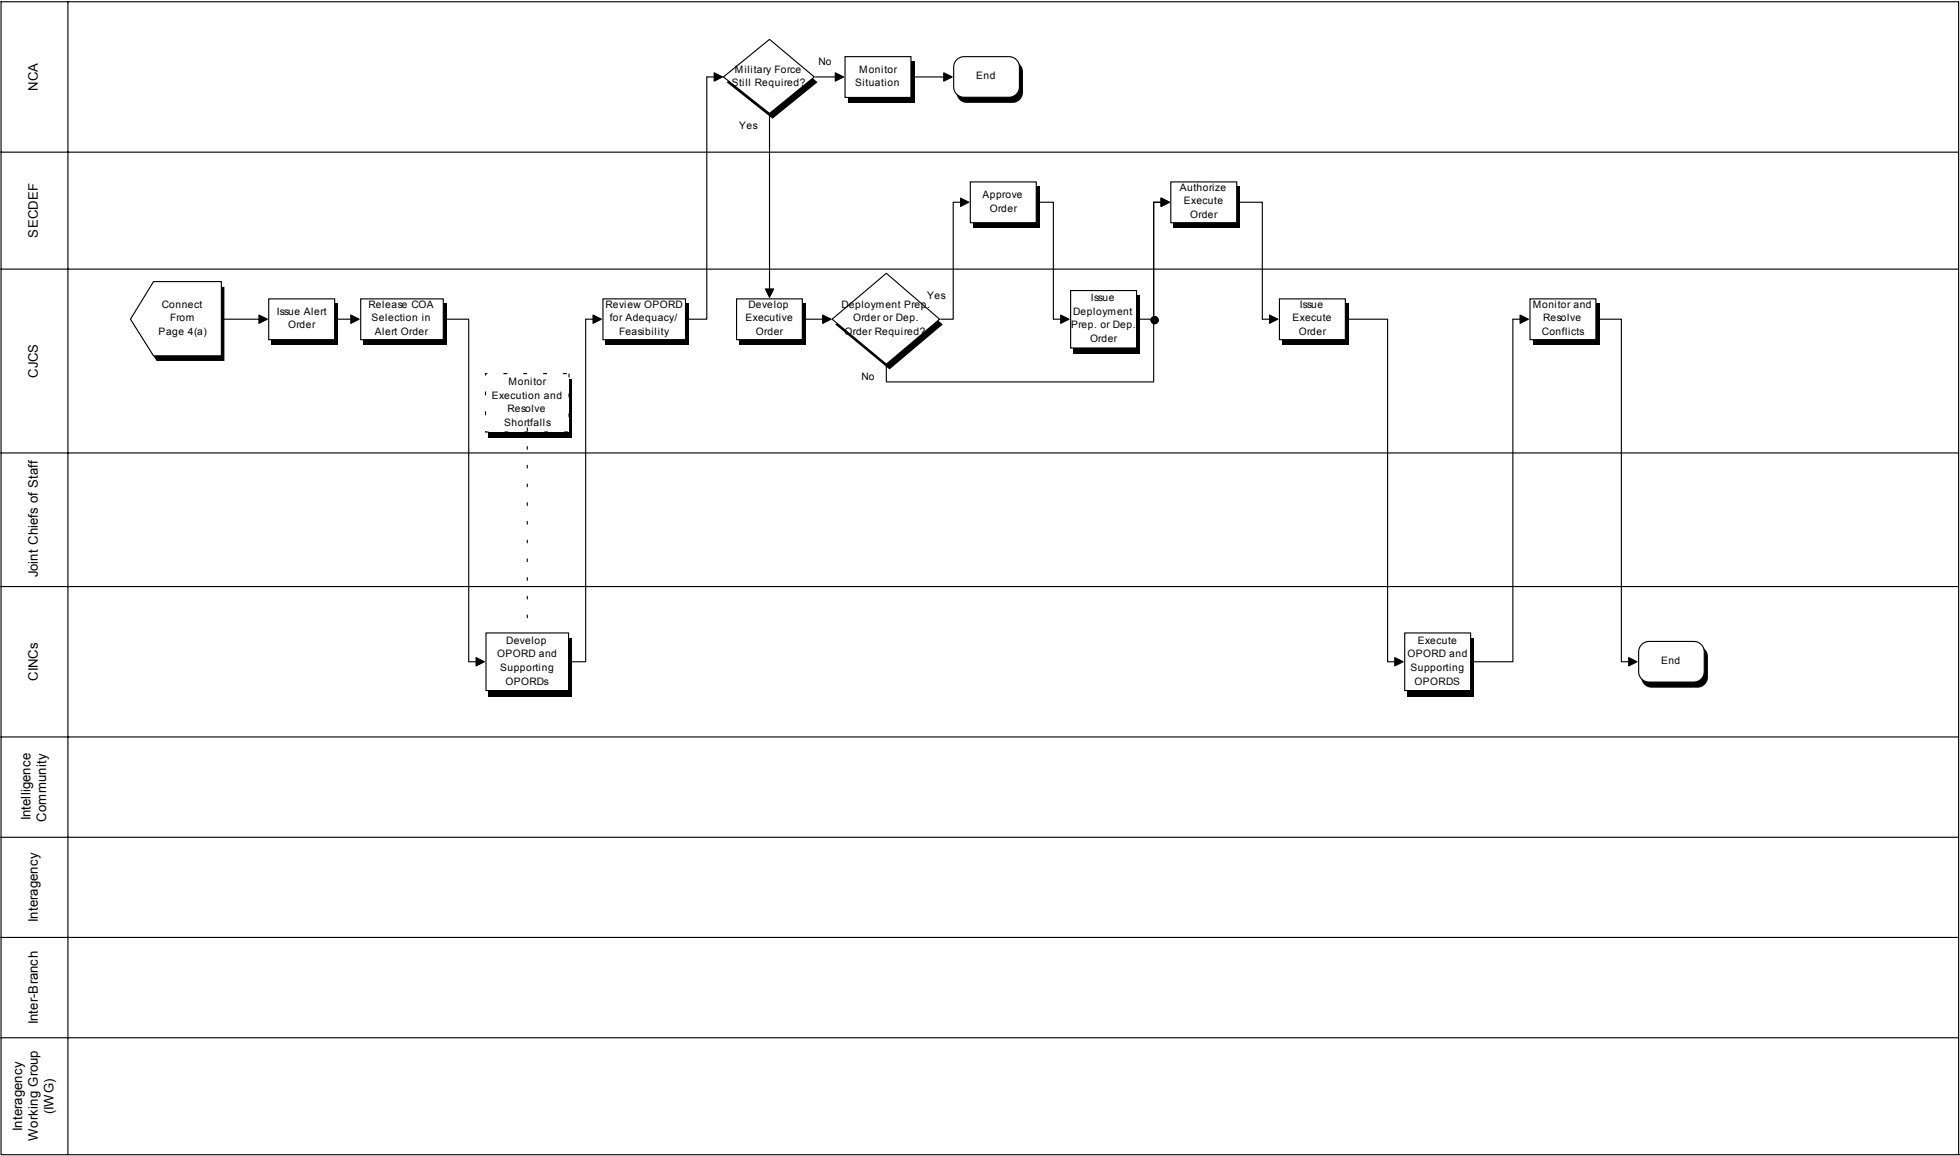 NCA
Military Force
Still Required?
No
Yes
Monitor
Situation
End
SECDEF
Approve
Order
Authorize
Execute
Order
CJCS
Connect
From
Page 4(a)
Issue Alert
Order
Release COA
Selection in
Alert Order
Monitor
Execution and
Resolve
Shortfalls
Review OPORD
for Adequacy/
Feasibility
Develop
Executive
Order
Deployment Prep.
Order or Dep.
Order Required?
Yes
No
Issue
Deployment
Prep. or Dep.
Order
Issue
Execute
Order
Monitor and
Resolve
Conflicts
Joint Chiefs of Staff
CINCs
Develop
OPORD and
Supporting
OPORDs
Execute
OPORD and
Supporting
OPORDS
End
Intelligence
Community
Interagency
Inter-Branch
Interagency
Working Group
(IWG)